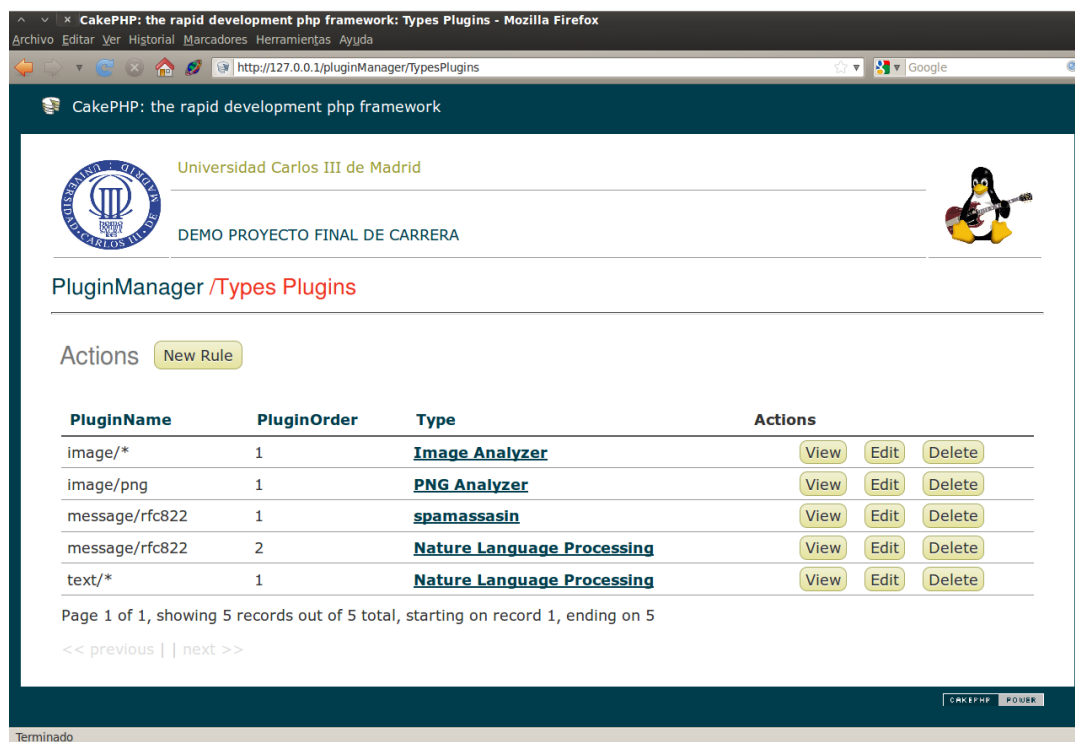 CakePHP: the rapid development php framework: Types Plugins - Mozilla Firefox
Archivo Editar Ver Historial Marcadores Herramientas Ayuda
http://127.0.0.1/pluginManager/TypesPlugins Google
CakePHP: the rapid development php framework
Universidad Carlos III de Madrid
DEMO PROYECTO FINAL DE CARRERA
UNIVERSIDAD · CARLOS III · DE MADRID
PluginManager /Types Plugins
Actions New Rule
PluginName PluginOrder Type Actions
image/* 1 Image Analyzer View Edit Delete
image/png 1 PNG Analyzer View Edit Delete
message/rfc822 1 spamassasin View Edit Delete
message/rfc822 2 Nature Language Processing View Edit Delete
text/* 1 Nature Language Processing View Edit Delete
Page 1 of 1, showing 5 records out of 5 total, starting on record 1, ending on 5
<< previous | | next >>
CAKEPHP POWER
Terminado